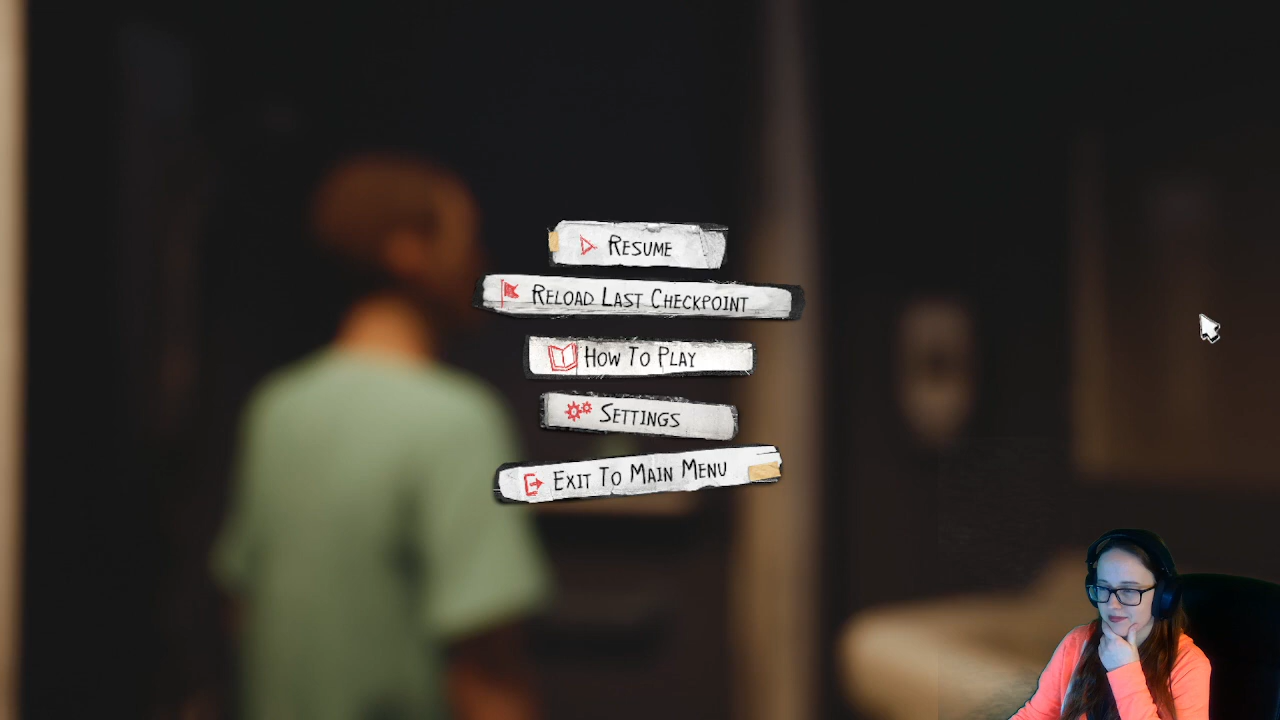 Resume
Reload Last Checkpoint
How To Play
Settings
Exit To Main Menu